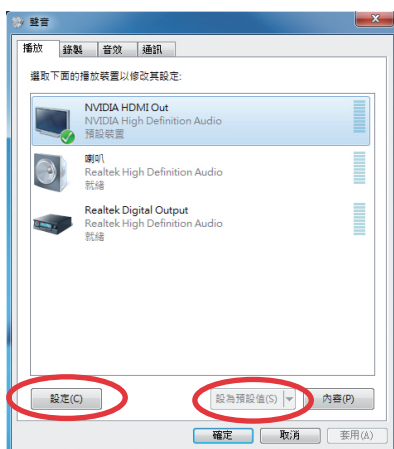 聲音
播放 錄製 音效 通訊
選取下面的播放裝置以修改其設定:
NVIDIA HDMI Out
NVIDIA High Definition Audio
預設裝置
喇叭
Realtek High Definition Audio
就緒
Realtek Digital Output
Realtek High Definition Audio
就緒
設定(C) 設為預設值(S) 內容(P)
確定 取消 套用(A)